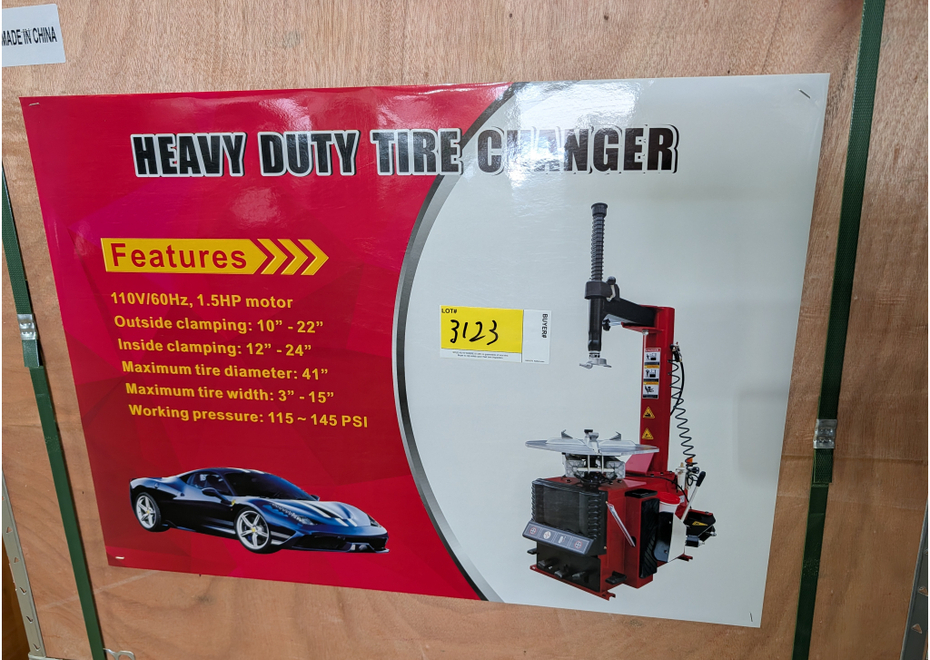 MADE IN CHINA
HEAVY DUTY TIRE CHANGER
Features
110V/60Hz, 1.5HP motor
Outside clamping: 10” - 22”
Inside clamping: 12” - 24”
Maximum tire diameter: 41”
Maximum tire width: 3” - 15”
Working pressure: 115 ~ 145 PSI
LOT#
3123
BUYER#